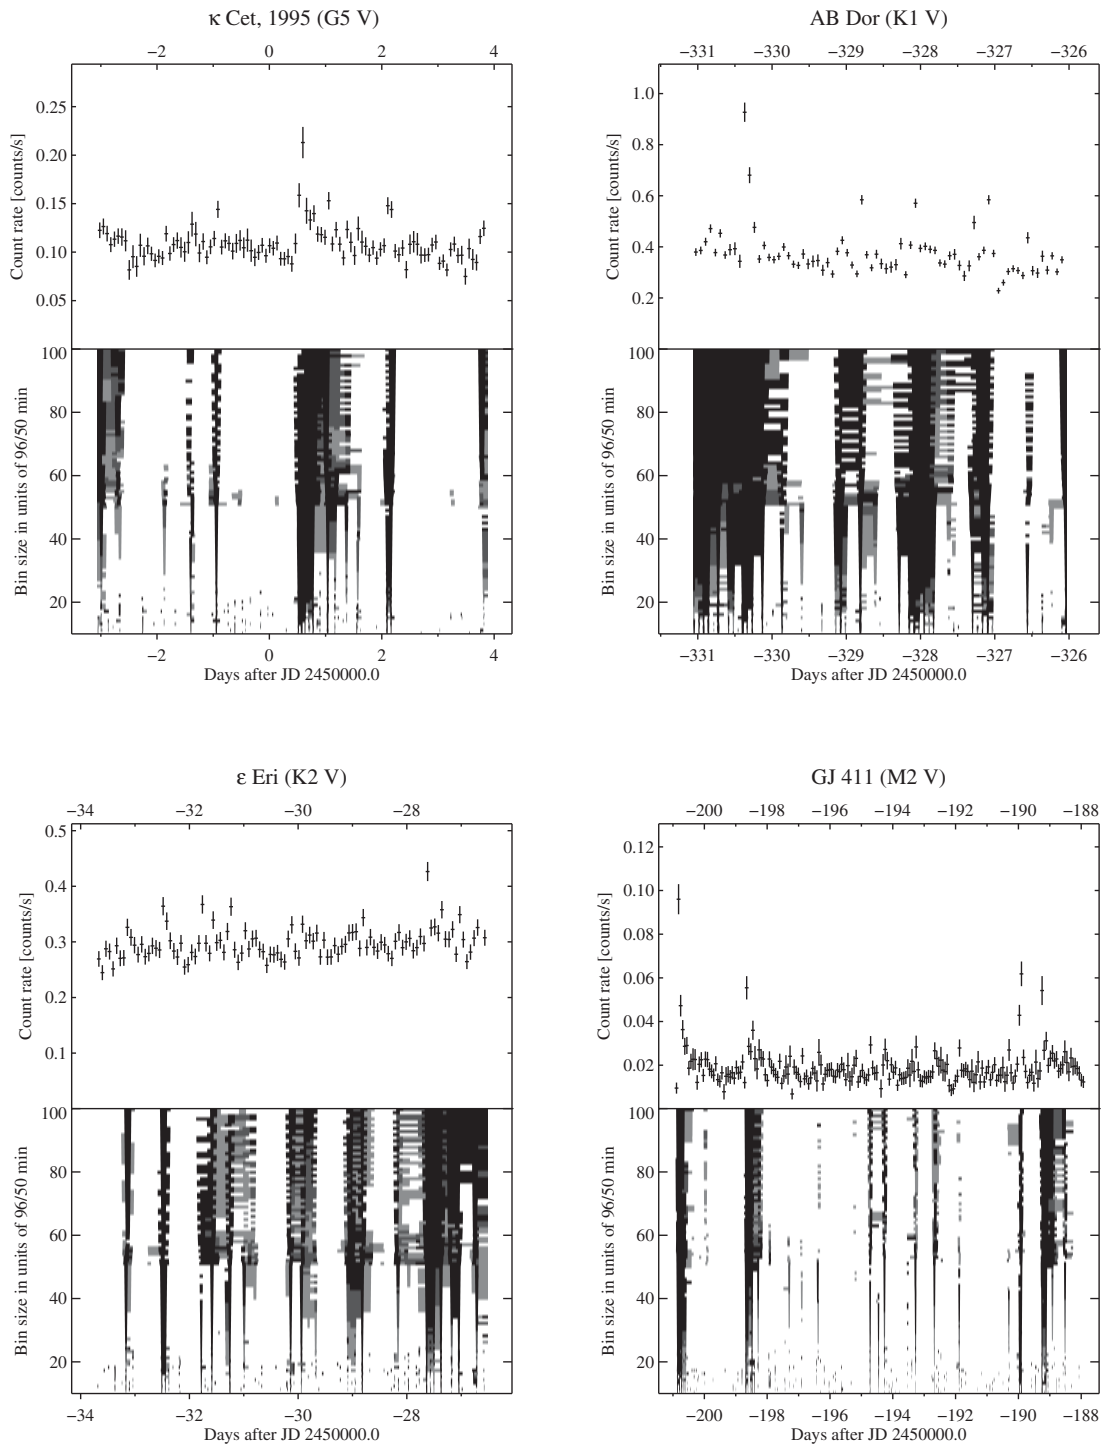 κ Cet, 1995 (G5 V)
−2 0 2 4
0.25
0.20
0.15
0.10
0.05
Count rate [counts/s]
100
80
60
40
20
Bin size in units of 96/50 min
−2 0 2 4
Days after JD 2450000.0
AB Dor (K1 V)
−331 −330 −329 −328 −327 −326
1.0
0.8
0.6
0.4
0.2
Count rate [counts/s]
100
80
60
40
20
Bin size in units of 96/50 min
−331 −330 −329 −328 −327 −326
Days after JD 2450000.0
ε Eri (K2 V)
−34 −32 −30 −28
0.5
0.4
0.3
0.2
0.1
Count rate [counts/s]
100
80
60
40
20
Bin size in units of 96/50 min
−34 −32 −30 −28
Days after JD 2450000.0
GJ 411 (M2 V)
−200 −198 −196 −194 −192 −190 −188
0.12
0.10
0.08
0.06
0.04
0.02
Count rate [counts/s]
100
80
60
40
20
Bin size in units of 96/50 min
−200 −198 −196 −194 −192 −190 −188
Days after JD 2450000.0